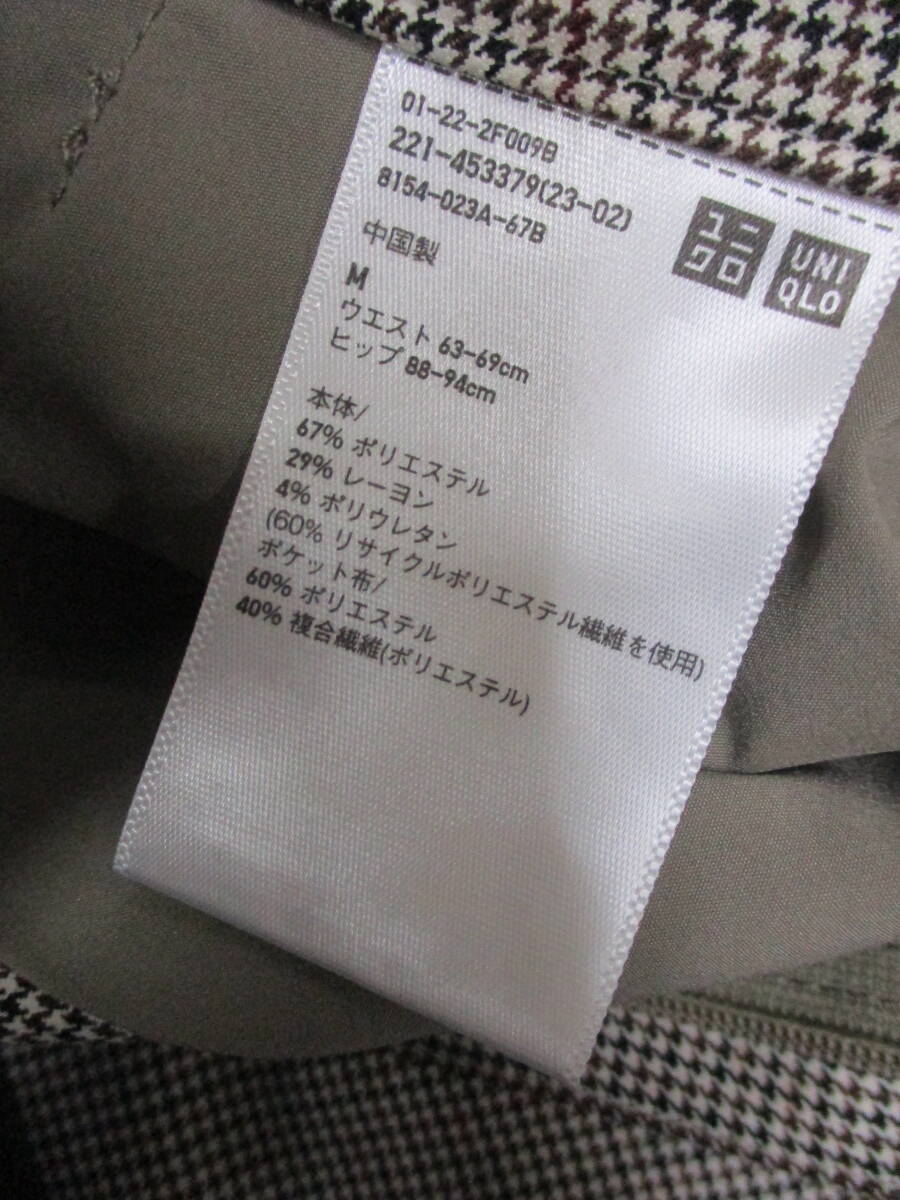 01-22-2F009B
221-453379(23-02)
8154-023A-67B
ユニクロ
UNIQLO
中国製
M
ウエスト 63-69cm
ヒップ 88-94cm
本体/
67% ポリエステル
29% レーヨン
4% ポリウレタン
(60% リサイクルポリエステル繊維を使用)
ポケット布/
60% ポリエステル
40% 複合繊維(ポリエステル)